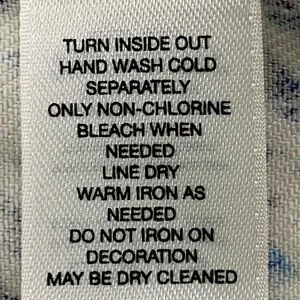 TURN INSIDE OUT
HAND WASH COLD
SEPARATELY
ONLY NON-CHLORINE
BLEACH WHEN
NEEDED
LINE DRY
WARM IRON AS
NEEDED
DO NOT IRON ON
DECORATION
MAY BE DRY CLEANED